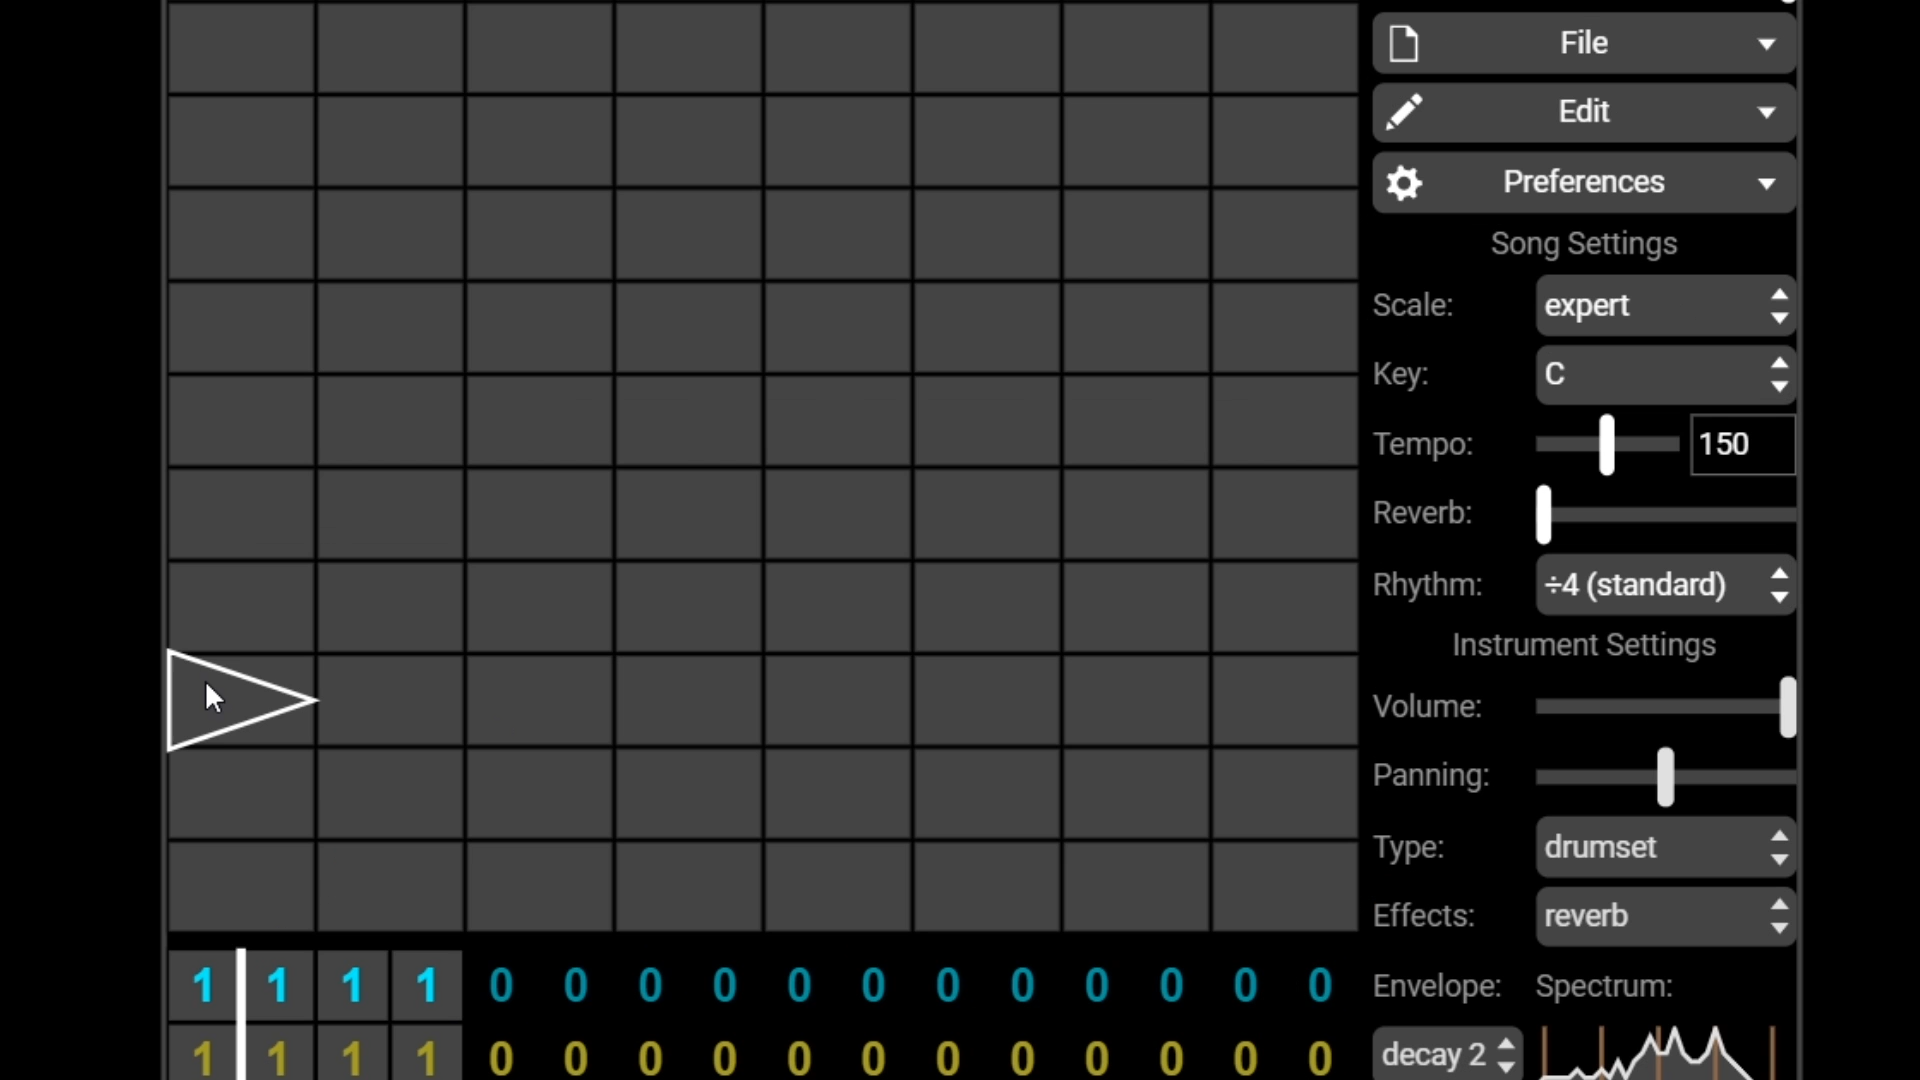 File
Edit
Preferences
Song Settings
Scale: expert
Key: C
Tempo: 150
Reverb:
Rhythm: ÷4 (standard)
Instrument Settings
Volume:
Panning:
Type: drumset
Effects: reverb
1 1 1 1 0 0 0 0 0 0 0 0 0 0 0 0 Envelope: Spectrum:
1 1 1 1 0 0 0 0 0 0 0 0 0 0 0 0 decay 2